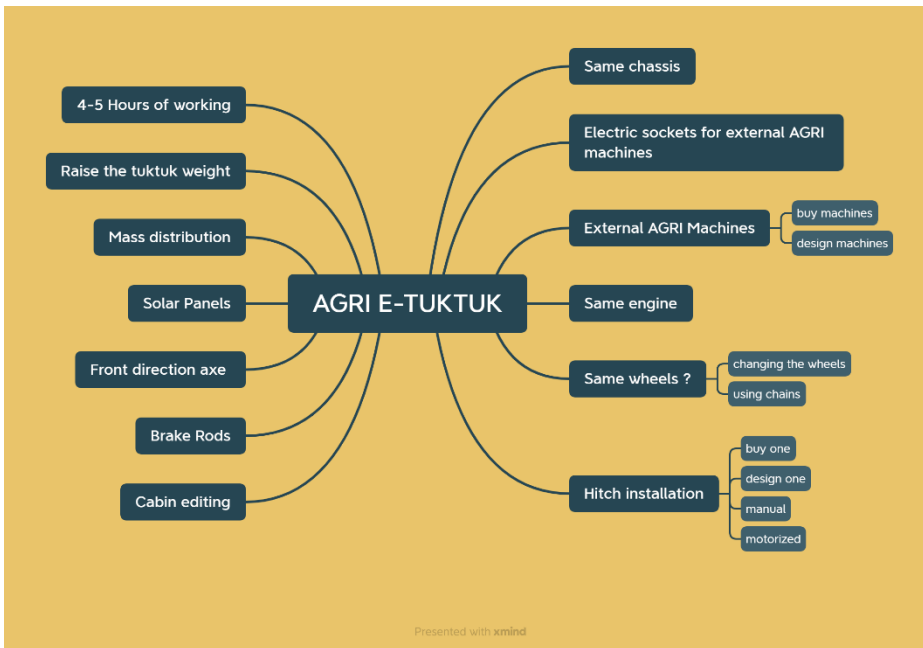 AGRI E-TUKTUK
4-5 Hours of working
Raise the tuktuk weight
Mass distribution
Solar Panels
Front direction axe
Brake Rods
Cabin editing
Same chassis
Electric sockets for external AGRI
machines
External AGRI Machines
buy machines
design machines
Same engine
Same wheels ?
changing the wheels
using chains
Hitch installation
buy one
design one
manual
motorized
Presented with xmind